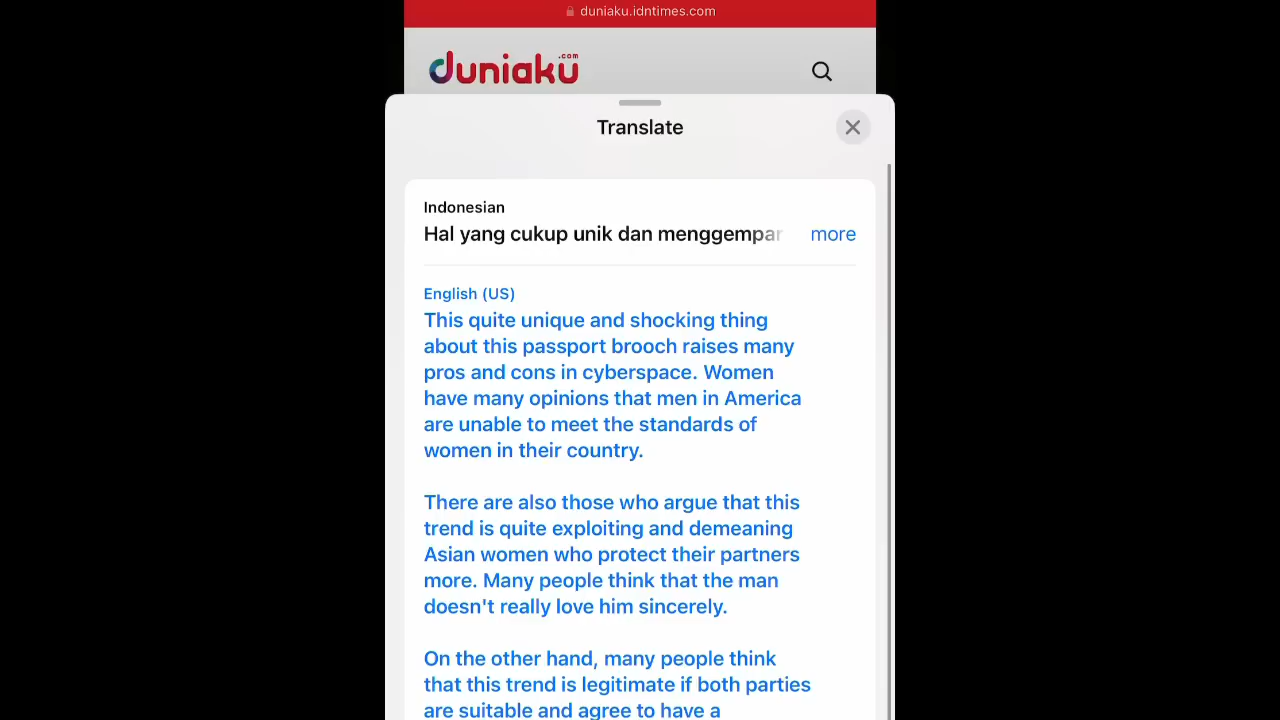 duniaku.idntimes.com
duniaku.com
Translate
Indonesian
Hal yang cukup unik dan menggempar more
English (US)
This quite unique and shocking thing
about this passport brooch raises many
pros and cons in cyberspace. Women
have many opinions that men in America
are unable to meet the standards of
women in their country.
There are also those who argue that this
trend is quite exploiting and demeaning
Asian women who protect their partners
more. Many people think that the man
doesn't really love him sincerely.
On the other hand, many people think
that this trend is legitimate if both parties
are suitable and agree to have a